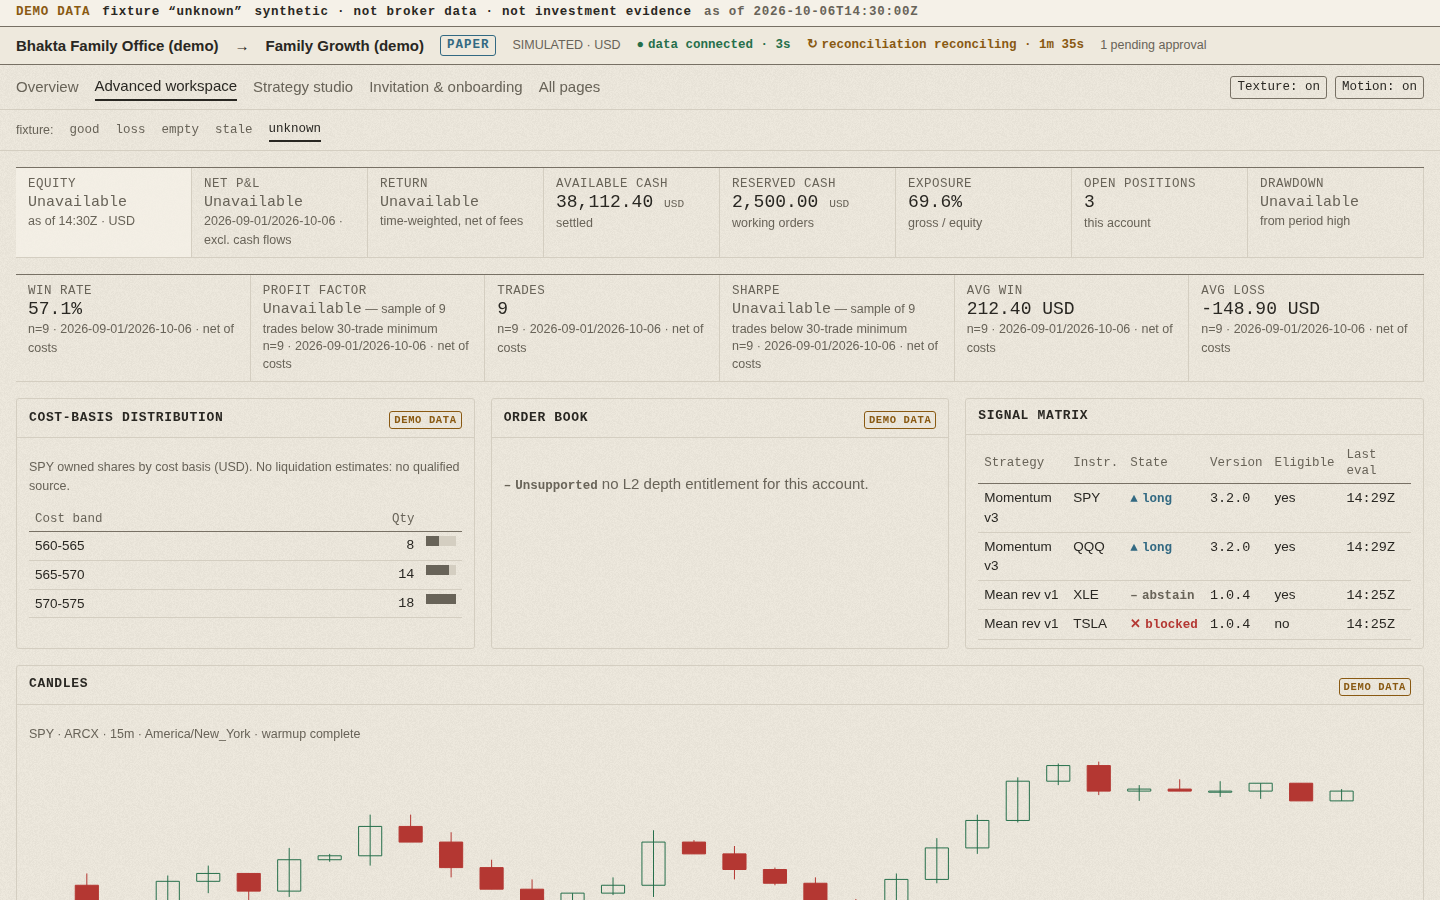 DEMO DATA fixture “unknown” synthetic · not broker data · not investment evidence as of 2026-10-06T14:30:00Z
Bhakta Family Office (demo) → Family Growth (demo) PAPER SIMULATED · USD ● data connected · 3s ↻ reconciliation reconciling · 1m 35s 1 pending approval
Overview Advanced workspace Strategy studio Invitation & onboarding All pages Texture: on Motion: on
fixture: good loss empty stale unknown
EQUITY
Unavailable
as of 14:30Z · USD
NET P&L
Unavailable
2026-09-01/2026-10-06 ·
excl. cash flows
RETURN
Unavailable
time-weighted, net of fees
AVAILABLE CASH
38,112.40 USD
settled
RESERVED CASH
2,500.00 USD
working orders
EXPOSURE
69.6%
gross / equity
OPEN POSITIONS
3
this account
DRAWDOWN
Unavailable
from period high
WIN RATE
57.1%
n=9 · 2026-09-01/2026-10-06 · net of
costs
PROFIT FACTOR
Unavailable — sample of 9
trades below 30-trade minimum
n=9 · 2026-09-01/2026-10-06 · net of
costs
TRADES
9
n=9 · 2026-09-01/2026-10-06 · net of
costs
SHARPE
Unavailable — sample of 9
trades below 30-trade minimum
n=9 · 2026-09-01/2026-10-06 · net of
costs
AVG WIN
212.40 USD
n=9 · 2026-09-01/2026-10-06 · net of
costs
AVG LOSS
-148.90 USD
n=9 · 2026-09-01/2026-10-06 · net of
costs
COST-BASIS DISTRIBUTION DEMO DATA
SPY owned shares by cost basis (USD). No liquidation estimates: no qualified
source.
Cost band Qty
560-565 8
565-570 14
570-575 18
ORDER BOOK DEMO DATA
– Unsupported no L2 depth entitlement for this account.
SIGNAL MATRIX
Strategy Instr. State Version Eligible Last
eval
Momentum SPY ▲ long 3.2.0 yes 14:29Z
v3
Momentum QQQ ▲ long 3.2.0 yes 14:29Z
v3
Mean rev v1 XLE – abstain 1.0.4 yes 14:25Z
Mean rev v1 TSLA ✕ blocked 1.0.4 no 14:25Z
CANDLES DEMO DATA
SPY · ARCX · 15m · America/New_York · warmup complete